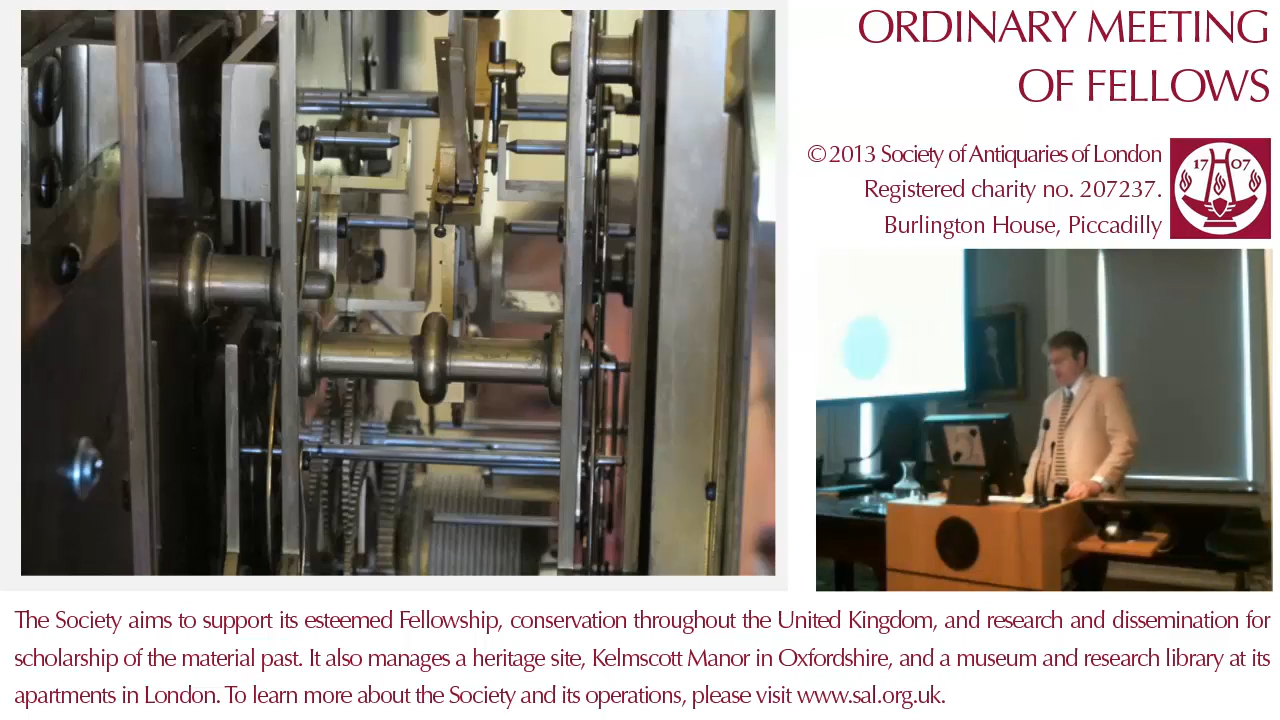 ORDINARY MEETING
OF FELLOWS
© 2013 Society of Antiquaries of London
Registered charity no. 207237.
Burlington House, Piccadilly
17 07
The Society aims to support its esteemed Fellowship, conservation throughout the United Kingdom, and research and dissemination for
scholarship of the material past. It also manages a heritage site, Kelmscott Manor in Oxfordshire, and a museum and research library at its
apartments in London. To learn more about the Society and its operations, please visit www.sal.org.uk.